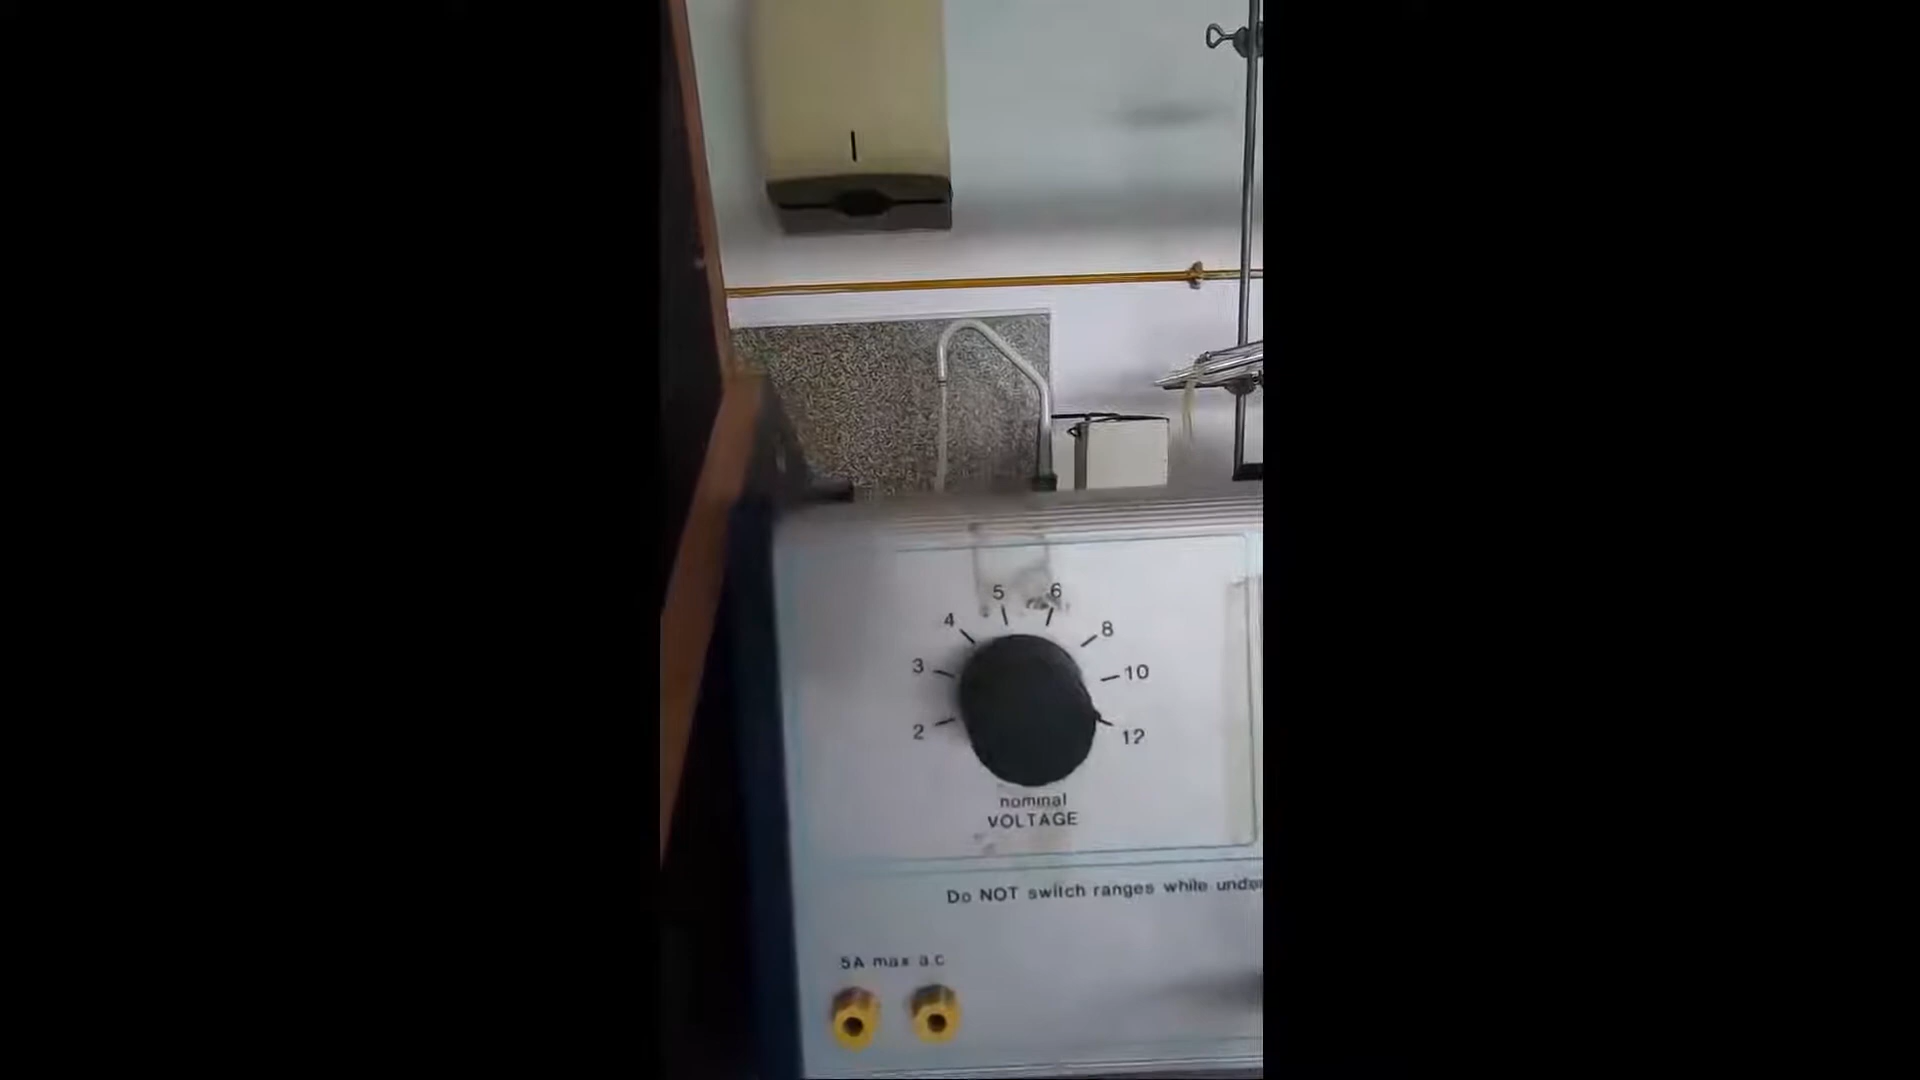 5 6
4 8
3 10
2 12
nominal
VOLTAGE
Do NOT switch ranges while under
5A max a.c